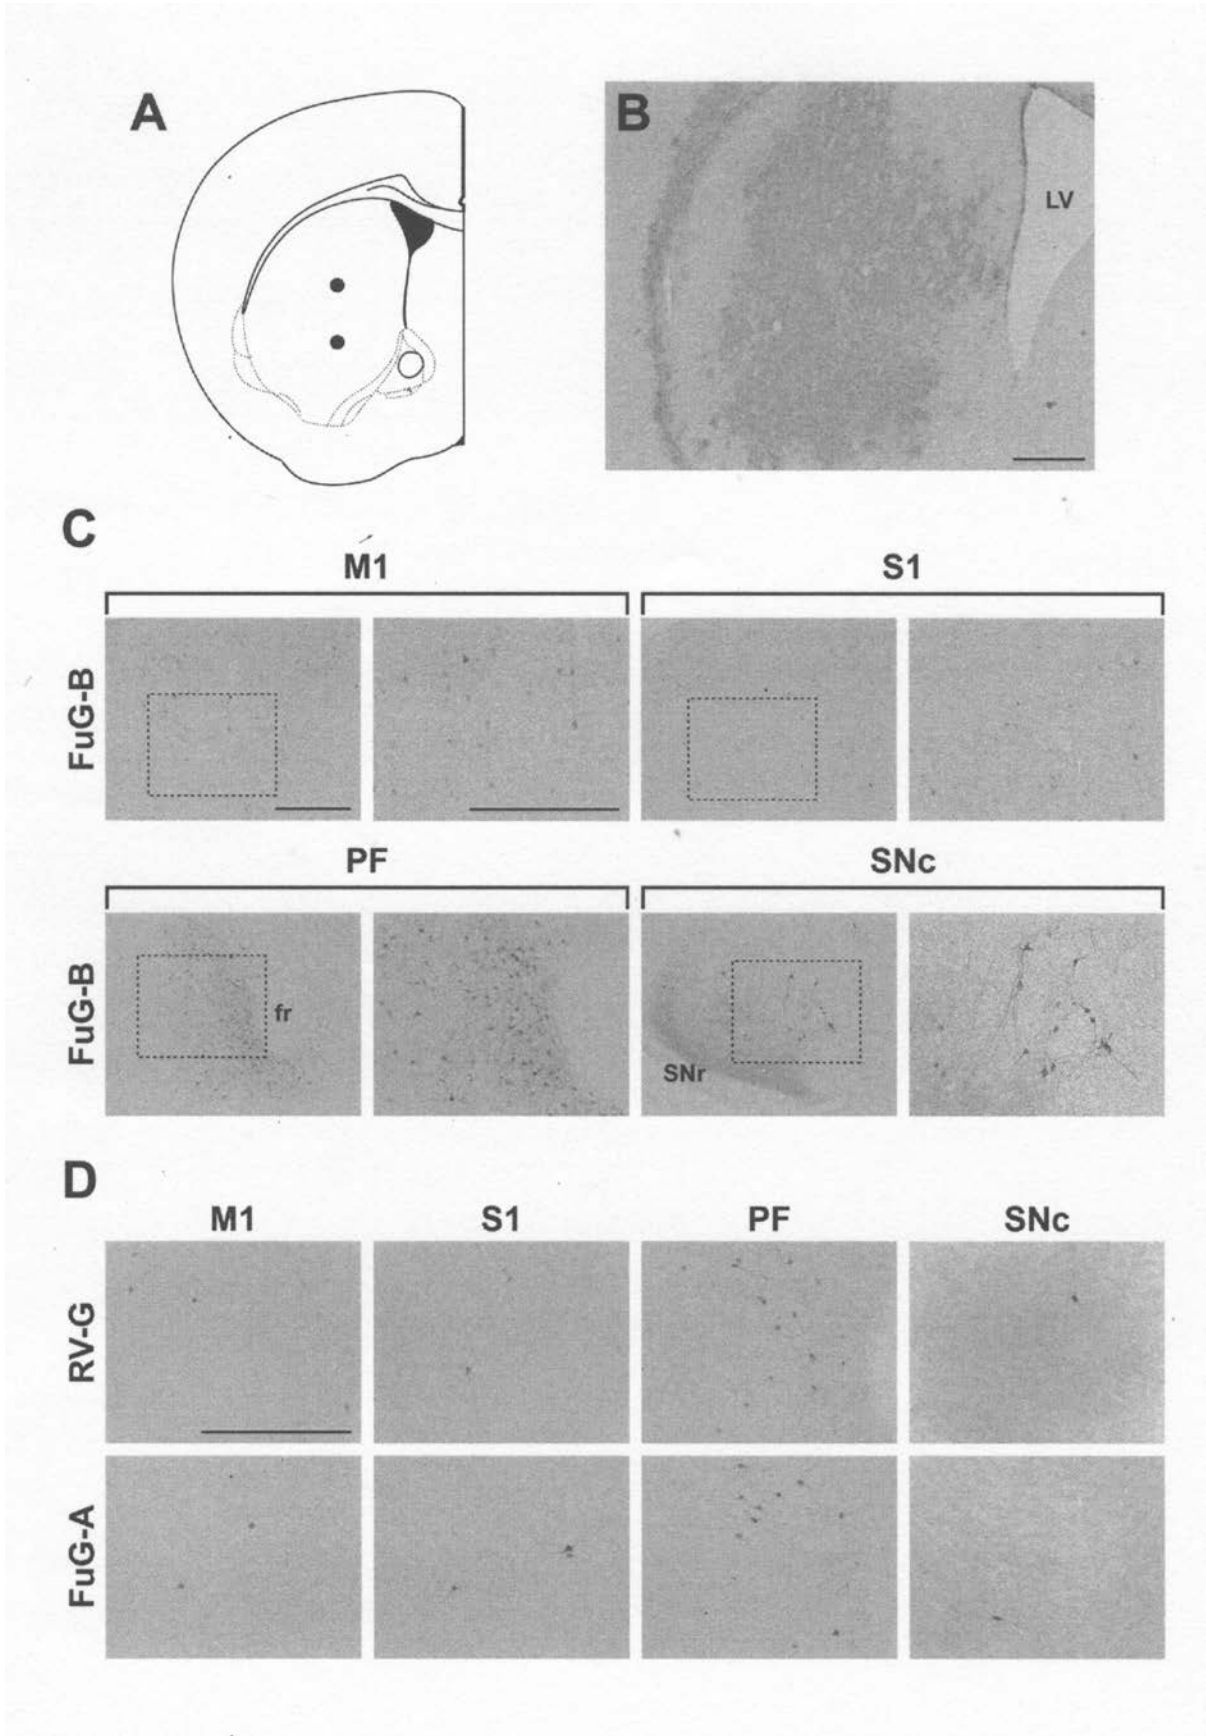 A
B
LV
C
M1 S1
FuG-B
PF SNc
FuG-B
fr
SNr
D
M1 S1 PF SNc
RV-G
FuG-A